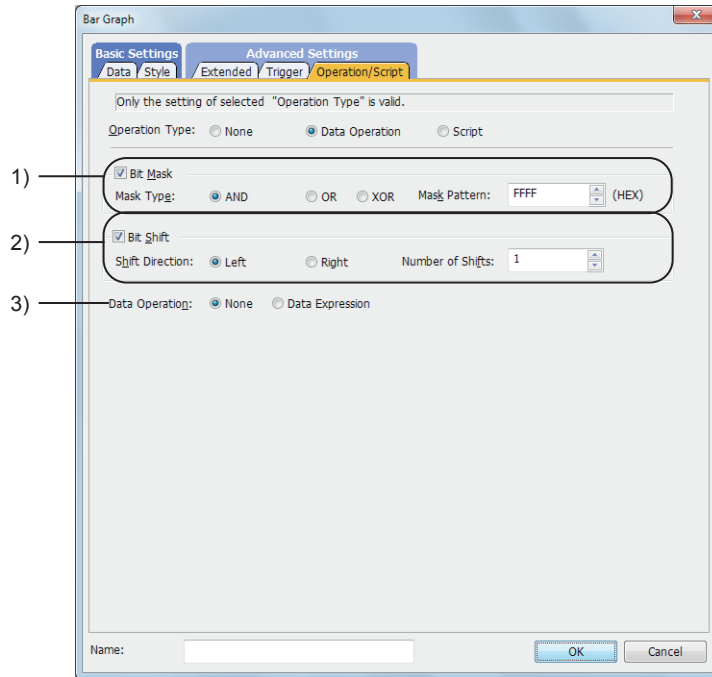 Bar Graph
Basic Settings Advanced Settings
Data Style Extended Trigger Operation/Script
Only the setting of selected "Operation Type" is valid.
Operation Type: None Data Operation Script
1) Bit Mask
Mask Type: AND OR XOR Mask Pattern: FFFF (HEX)
2) Bit Shift
Shift Direction: Left Right Number of Shifts: 1
3) Data Operation: None Data Expression
Name: OK Cancel